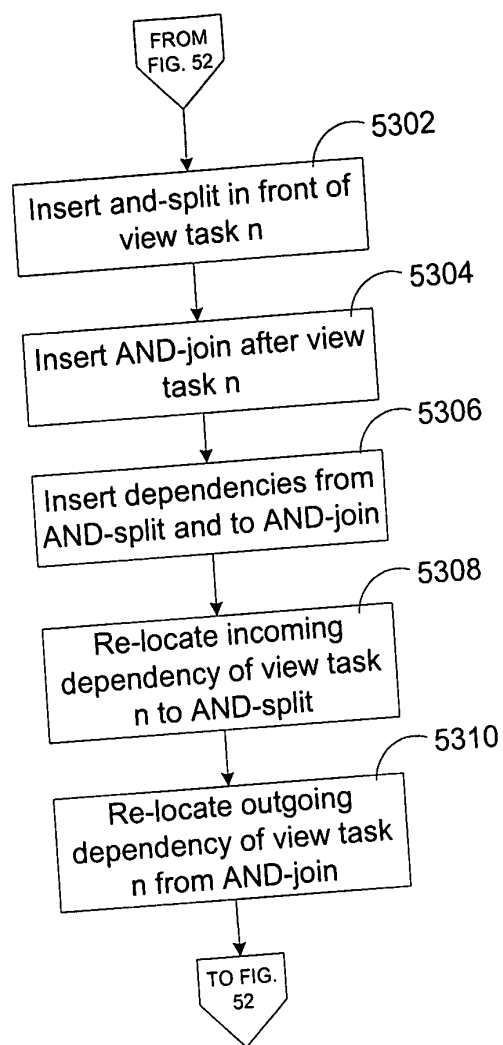 FROM
FIG. 52
5302
Insert and-split in front of
view task n
5304
Insert AND-join after view
task n
5306
Insert dependencies from
AND-split and to AND-join
5308
Re-locate incoming
dependency of view task
n to AND-split
5310
Re-locate outgoing
dependency of view task
n from AND-join
TO FIG.
52